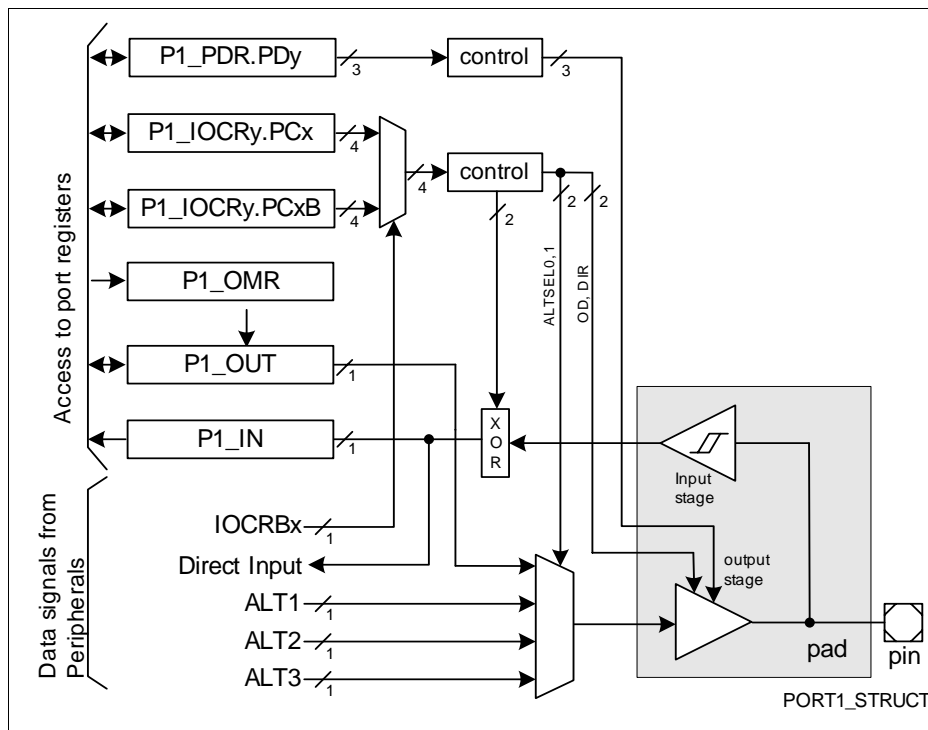 P1_PDR.PDy
3
control
3
P1_IOCRy.PCx
4
4
control
2
2
2
P1_IOCRy.PCxB
4
Access to port registers
P1_OMR
ALTSEL0,1
OD, DIR
P1_OUT
1
P1_IN
1
X
O
R
Input
stage
Data signals from
Peripherals
IOCRBx
1
Direct Input
output
stage
ALT1
1
ALT2
1
ALT3
1
pad
pin
PORT1_STRUCT